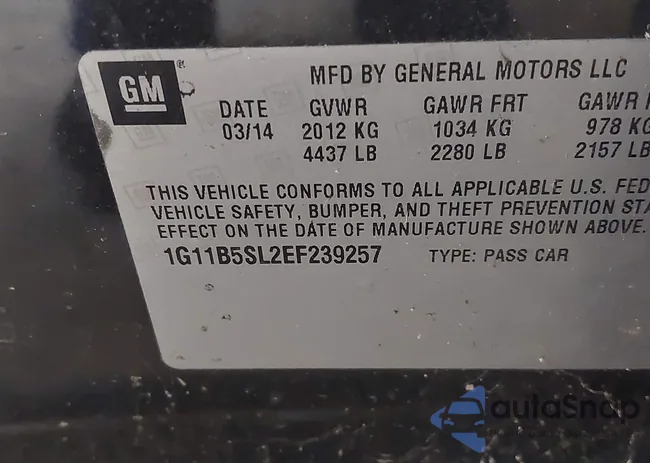 GM
MFD BY GENERAL MOTORS LLC
DATE GVWR GAWR FRT GAWR
03/14 2012 KG 1034 KG 978 KG
4437 LB 2280 LB 2157 LB
THIS VEHICLE CONFORMS TO ALL APPLICABLE U.S. FED
VEHICLE SAFETY, BUMPER, AND THEFT PREVENTION STA
EFFECT ON THE DATE OF MANUFACTURE SHOWN ABOVE.
1G11B5SL2EF239257 TYPE: PASS CAR
autaSnap